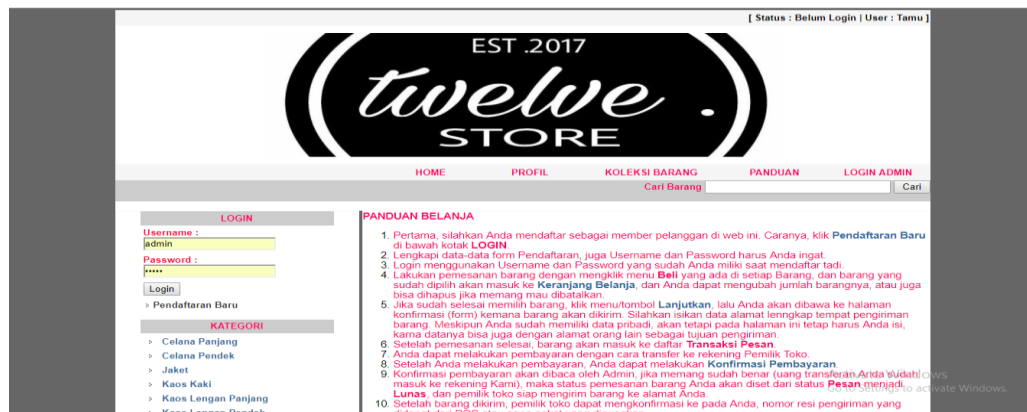 [ Status : Belum Login | User : Tamu ]
EST .2017
twelve .
STORE
HOME PROFIL KOLEKSI BARANG PANDUAN LOGIN ADMIN
Cari Barang Cari
LOGIN
Username :
admin
Password :
•••••
Login
› Pendaftaran Baru
KATEGORI
› Celana Panjang
› Celana Pendek
› Jaket
› Kaos Kaki
› Kaos Lengan Panjang
› Kaos Lengan Pendek
PANDUAN BELANJA
1. Pertama, silahkan Anda mendaftar sebagai member pelanggan di web ini. Caranya, klik Pendaftaran Baru
di bawah kotak LOGIN.
2. Lengkapi data-data form Pendaftaran, juga Username dan Password harus Anda ingat.
3. Login menggunakan Username dan Password yang sudah Anda miliki saat mendaftar tadi.
4. Lakukan pemesanan barang dengan mengklik menu Beli yang ada di setiap Barang, dan barang yang
sudah dipilih akan masuk ke Keranjang Belanja, dan Anda dapat mengubah jumlah barangnya, atau juga
bisa dihapus jika memang mau dibatalkan.
5. Jika sudah selesai memilih barang, klik menu/tombol Lanjutkan, lalu Anda akan dibawa ke halaman
konfirmasi (form) kemana barang akan dikirim. Silahkan isikan data alamat lenngkap tempat pengiriman
barang. Meskipun Anda sudah memiliki data pribadi, akan tetapi pada halaman ini tetap harus Anda isi,
karna datanya bisa juga dengan alamat orang lain sebagai tujuan pengiriman.
6. Setelah pemesanan selesai, barang akan masuk ke daftar Transaksi Pesan.
7. Anda dapat melakukan pembayaran dengan cara transfer ke rekening Pemilik Toko.
8. Setelah Anda melakukan pembayaran, Anda dapat melakukan Konfirmasi Pembayaran.
9. Konfirmasi pembayaran akan dibaca oleh Admin, jika memang sudah benar (uang transferan Anda sudah
masuk ke rekening Kami), maka status pemesanan barang Anda akan diset dari status Pesan menjadi
Lunas, dan pemilik toko siap mengirim barang ke alamat Anda.
10. Setelah barang dikirim, pemilik toko dapat mengkonfirmasi ke pada Anda, nomor resi pengiriman yang
Activate Windows
Go to Settings to activate Windows.